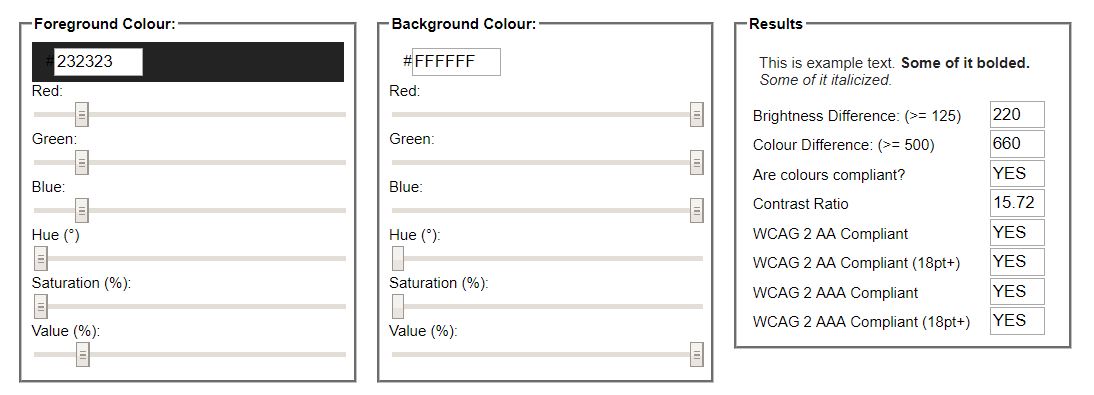 Foreground Colour:
#232323
Red:
Green:
Blue:
Hue (°)
Saturation (%):
Value (%):
Background Colour:
#FFFFFF
Red:
Green:
Blue:
Hue (°):
Saturation (%):
Value (%):
Results
This is example text. Some of it bolded.
Some of it italicized.
Brightness Difference: (>= 125) 220
Colour Difference: (>= 500) 660
Are colours compliant? YES
Contrast Ratio 15.72
WCAG 2 AA Compliant YES
WCAG 2 AA Compliant (18pt+) YES
WCAG 2 AAA Compliant YES
WCAG 2 AAA Compliant (18pt+) YES